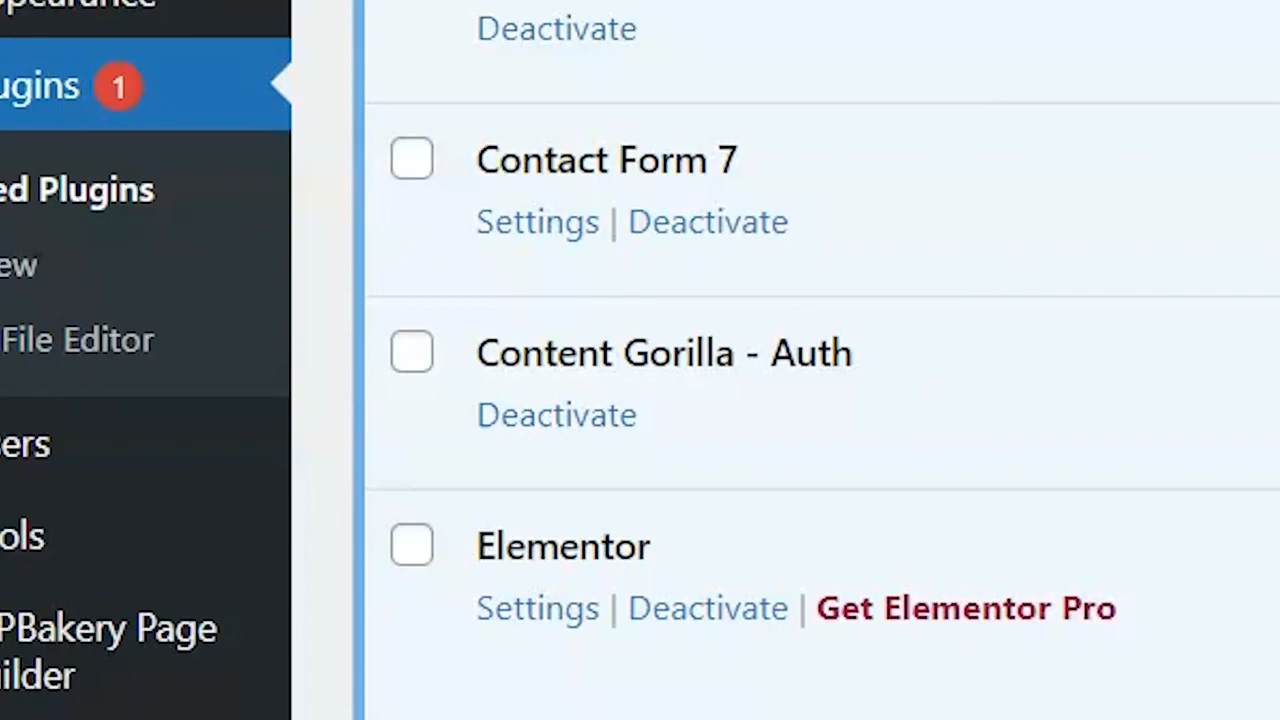 Deactivate
ugins 1
Contact Form 7
ed Plugins
Settings | Deactivate
ew
File Editor
Content Gorilla - Auth
Deactivate
ers
ols
Elementor
Settings | Deactivate | Get Elementor Pro
PBakery Page
ilder